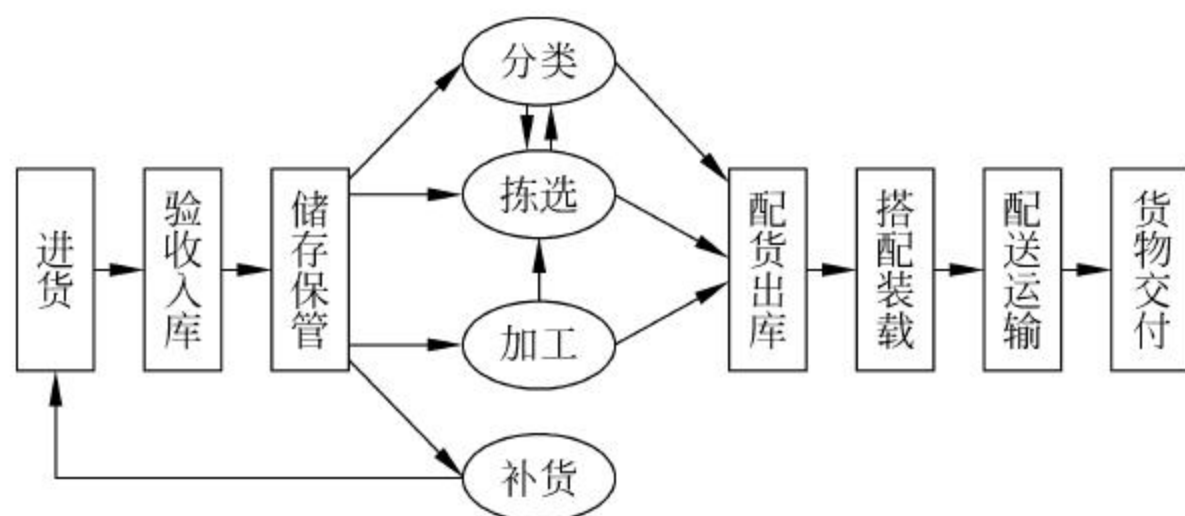 进货
验收入库
储存保管
分类
拣选
加工
补货
配货出库
搭配装载
配送运输
货物交付